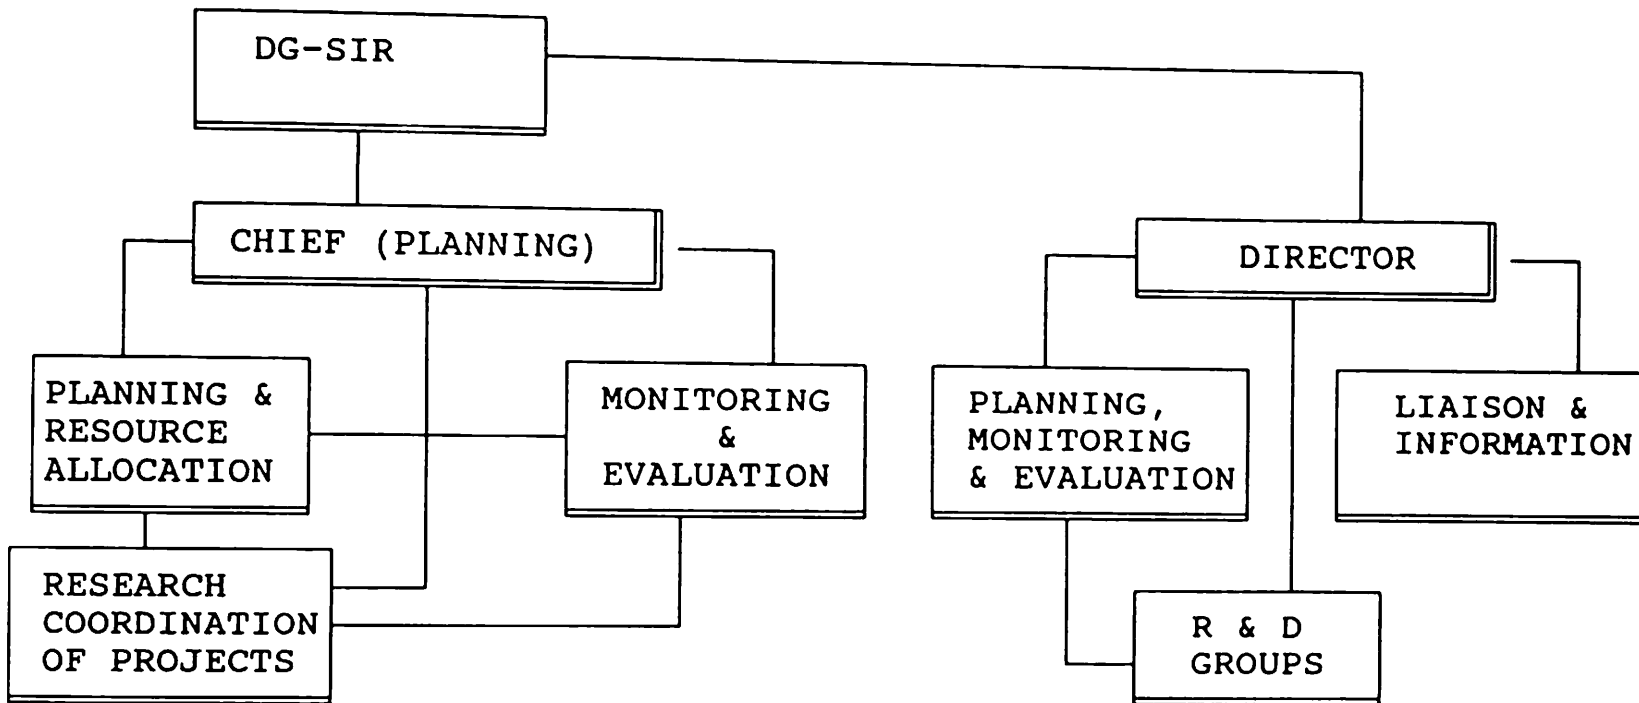 DG-SIR
CHIEF (PLANNING)
DIRECTOR
PLANNING &
RESOURCE
ALLOCATION
MONITORING
&
EVALUATION
PLANNING,
MONITORING
& EVALUATION
LIAISON &
INFORMATION
RESEARCH
COORDINATION
OF PROJECTS
R & D
GROUPS